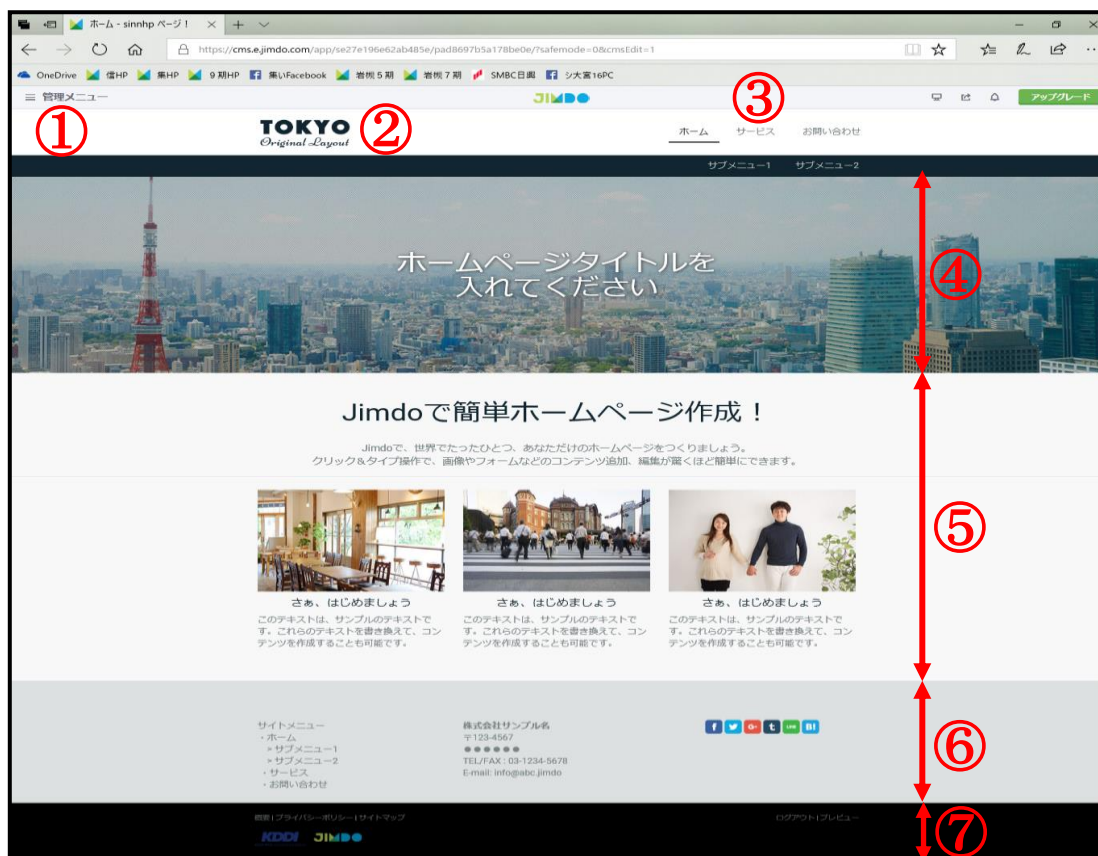 ホーム - sinnhp ページ！
https://cms.e.jimdo.com/app/se27e196e62ab485e/pad8697b5a178be0e/?safemode=0&cmsEdit=1
OneDrive 信HP 集HP 9期HP 集いFacebook 岩槻5期 岩槻7期 SMBC日興 シ大富16PC
管理メニュー JIMDO アップグレード
① ② ③
TOKYO
Original Layout
ホーム サービス お問い合わせ
サブメニュー1 サブメニュー2
ホームページタイトルを
入れてください
④
Jimdoで簡単ホームページ作成！
Jimdoで、世界でたったひとつ、あなただけのホームページをつくりましょう。
クリック&タイプ操作で、画像やフォームなどのコンテンツ追加、編集が驚くほど簡単にできます。
⑤
さぁ、はじめましょう さぁ、はじめましょう さぁ、はじめましょう
このテキストは、サンプルのテキストで このテキストは、サンプルのテキストで このテキストは、サンプルのテキストで
す。これらのテキストを書き換えて、コン す。これらのテキストを書き換えて、コン す。これらのテキストを書き換えて、コン
テンツを作成することも可能です。 テンツを作成することも可能です。 テンツを作成することも可能です。
サイトメニュー 株式会社サンプル名 f G+ t LINE B!
・ホーム 〒123-4567
» サブメニュー1 ●●●●●●
» サブメニュー2 TEL/FAX : 03-1234-5678
・サービス E-mail: info@abc.jimdo
・お問い合わせ
⑥
概要 | プライバシーポリシー | サイトマップ ログアウト | プレビュー
KDDI JIMDO
⑦